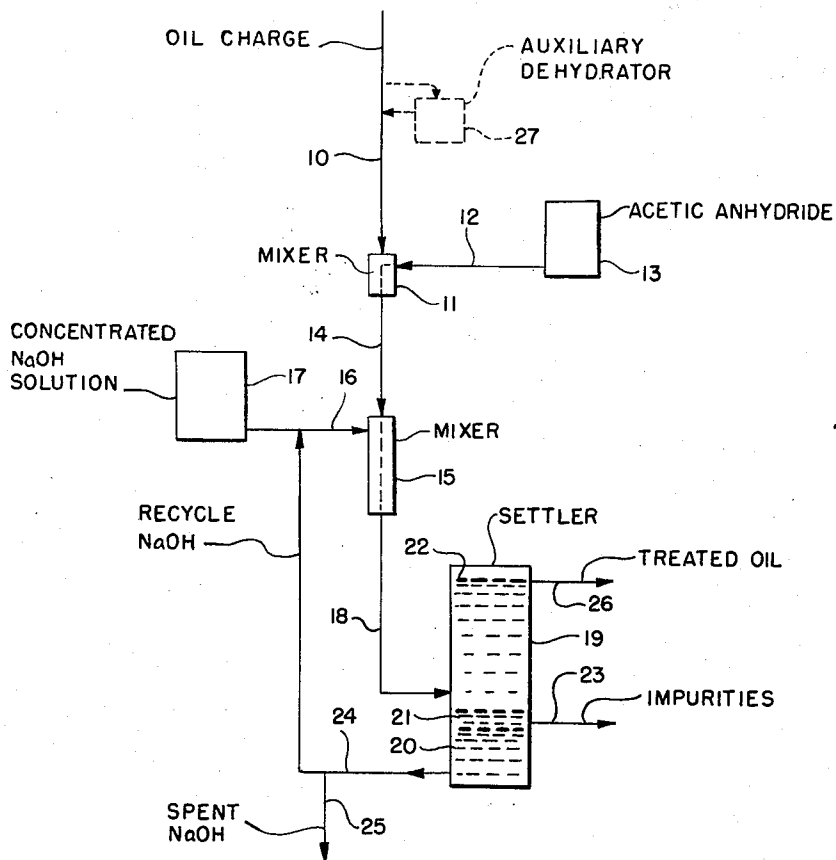 OIL CHARGE
AUXILIARY
DEHYDRATOR
27
10
12
ACETIC ANHYDRIDE
13
MIXER
11
14
CONCENTRATED
NaOH
SOLUTION
17
16
MIXER
15
RECYCLE
NaOH
SETTLER
22
TREATED OIL
26
18
19
23
IMPURITIES
21
20
24
SPENT
NaOH
25